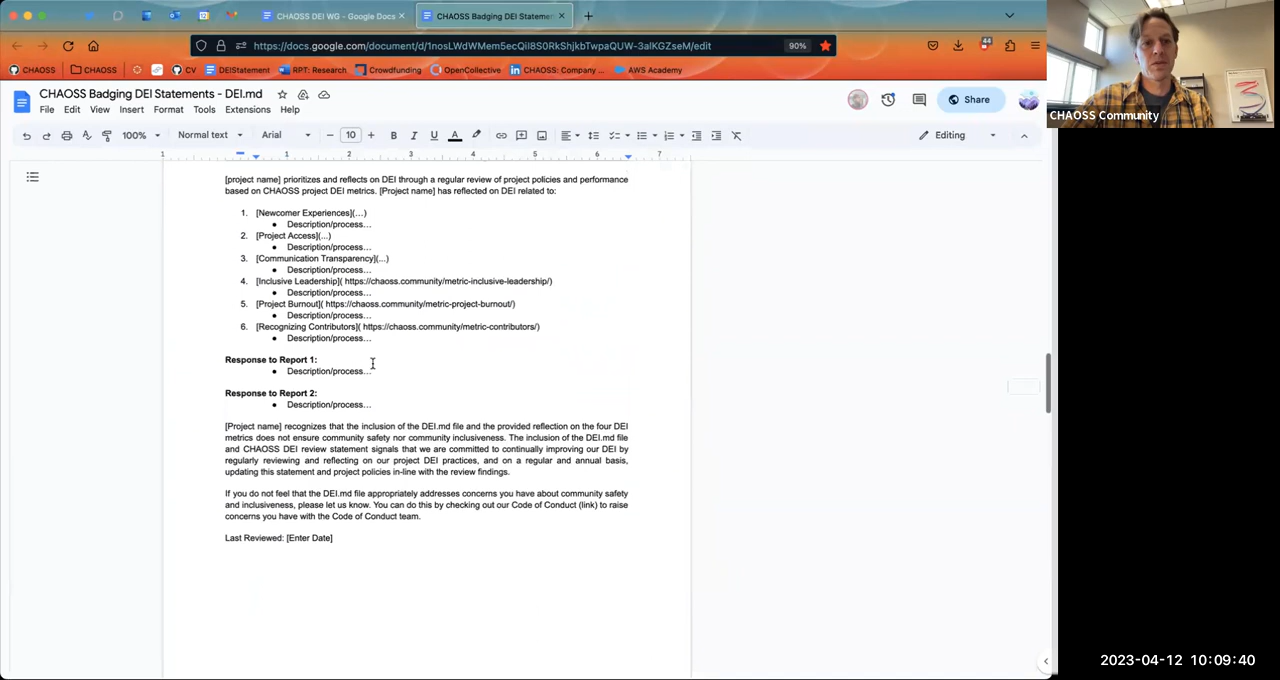 CHAOSS DEI WG - Google Docs
CHAOSS Badging DEI Statemen
https://docs.google.com/document/d/1nosLWdWMem5ecQil8S0RkShjkbTwpaQUW-3alKGZseM/edit
90%
44
CHAOSS
CHAOSS
CV
DEIStatement
RPT: Research
Crowdfunding
OpenCollective
CHAOSS: Company ...
AWS Academy
CHAOSS Badging DEI Statements - DEI.md
File Edit View Insert Format Tools Extensions Help
Share
100%
Normal text
Arial
10
Editing
1 1 2 3 4 5 6 7
[project name] prioritizes and reflects on DEI through a regular review of project policies and performance
based on CHAOSS project DEI metrics. [Project name] has reflected on DEI related to:
1. [Newcomer Experiences](…)
● Description/process…
2. [Project Access](...)
● Description/process…
3. [Communication Transparency](...)
● Description/process…
4. [Inclusive Leadership]( https://chaoss.community/metric-inclusive-leadership/)
● Description/process…
5. [Project Burnout]( https://chaoss.community/metric-project-burnout/)
● Description/process…
6. [Recognizing Contributors]( https://chaoss.community/metric-contributors/)
● Description/process…
Response to Report 1:
● Description/process…
Response to Report 2:
● Description/process…
[Project name] recognizes that the inclusion of the DEI.md file and the provided reflection on the four DEI
metrics does not ensure community safety nor community inclusiveness. The inclusion of the DEI.md file
and CHAOSS DEI review statement signals that we are committed to continually improving our DEI by
regularly reviewing and reflecting on our project DEI practices, and on a regular and annual basis,
updating this statement and project policies in-line with the review findings.
If you do not feel that the DEI.md file appropriately addresses concerns you have about community safety
and inclusiveness, please let us know. You can do this by checking out our Code of Conduct (link) to raise
concerns you have with the Code of Conduct team.
Last Reviewed: [Enter Date]
CHAOSS Community
2023-04-12 10:09:40